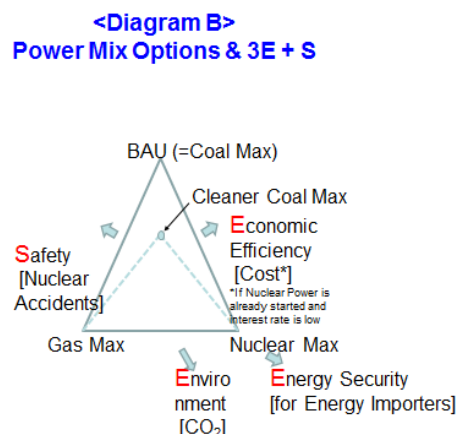 <Diagram B>
Power Mix Options & 3E + S
BAU (=Coal Max)
Cleaner Coal Max
Economic
Efficiency
[Cost*]
*If Nuclear Power is
already started and
interest rate is low
Safety
[Nuclear
Accidents]
Gas Max
Nuclear Max
Enviro
nment
[CO₂]
Energy Security
[for Energy Importers]